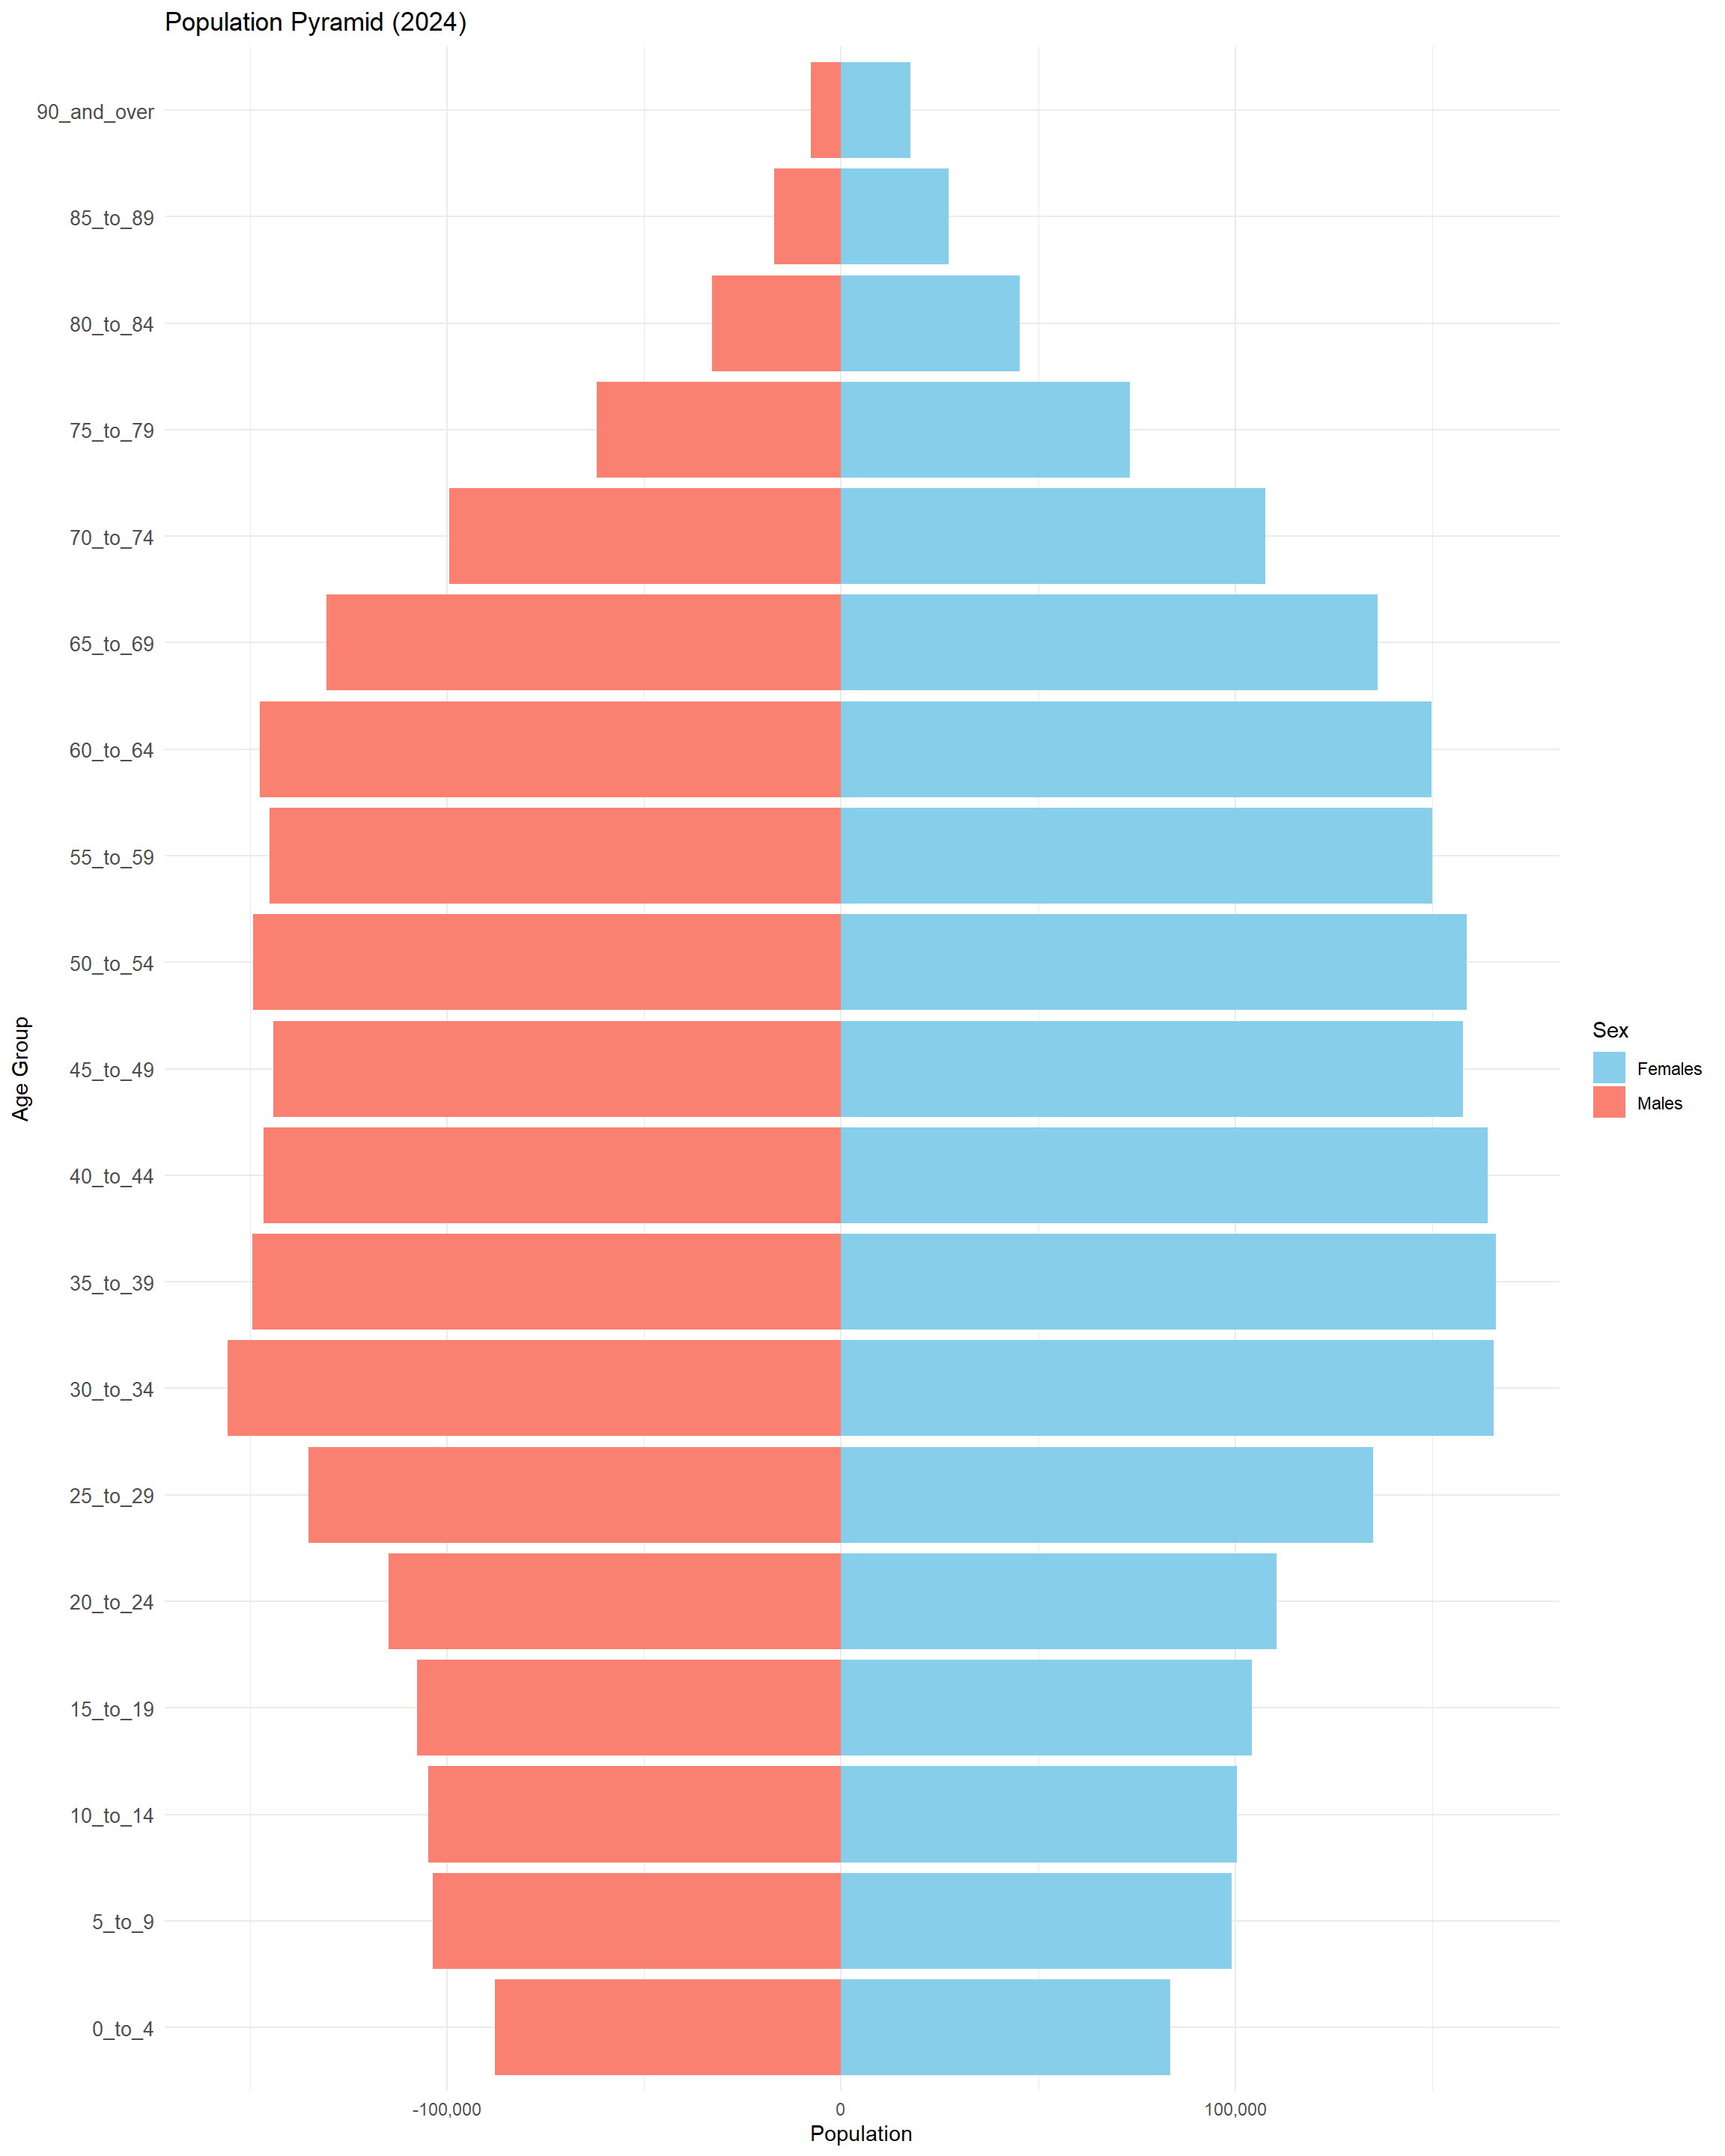 Population Pyramid (2024)
90_and_over
85_to_89
80_to_84
75_to_79
70_to_74
65_to_69
60_to_64
55_to_59
50_to_54
45_to_49
40_to_44
35_to_39
30_to_34
25_to_29
20_to_24
15_to_19
10_to_14
5_to_9
0_to_4
Age Group
-100,000
0
100,000
Population
Sex
Females
Males